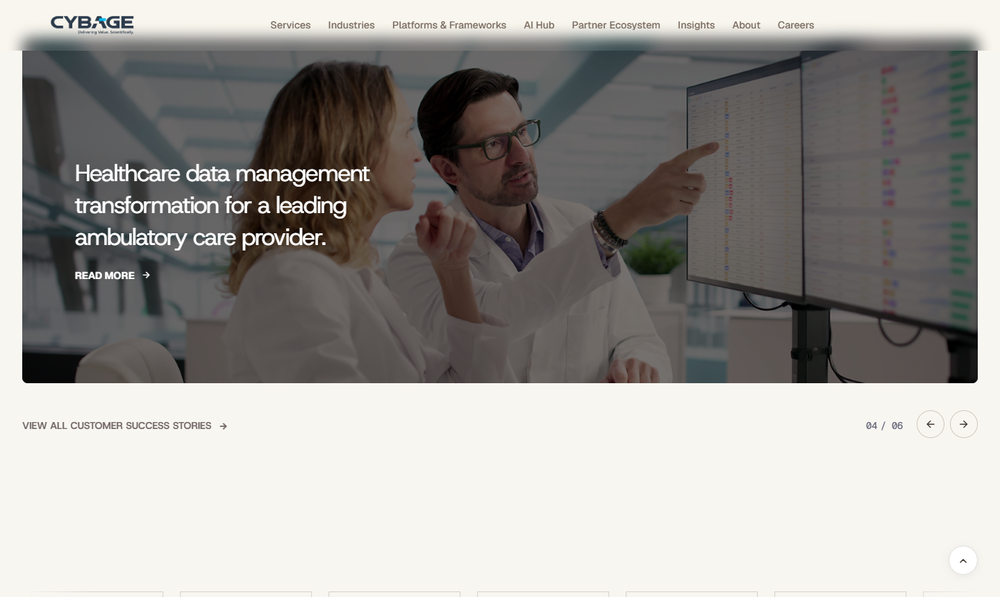 CYBAGE
Delivering Value. Scientifically.
Services Industries Platforms & Frameworks AI Hub Partner Ecosystem Insights About Careers
Healthcare data management
transformation for a leading
ambulatory care provider.
READ MORE →
VIEW ALL CUSTOMER SUCCESS STORIES →
04 / 06